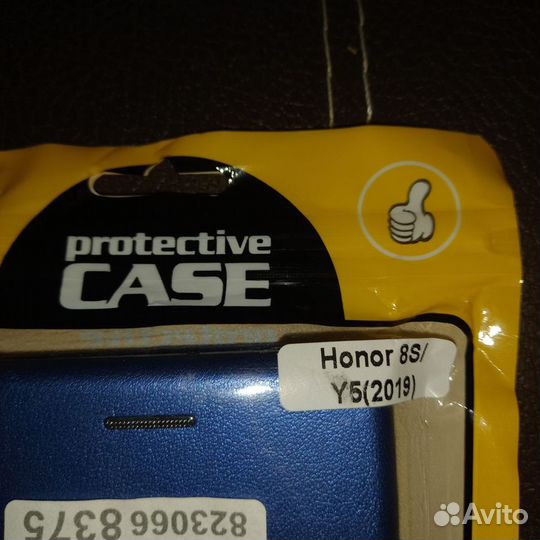 protective
CASE
Honor 8S/
Y5(2019)
823066 8375
Avito